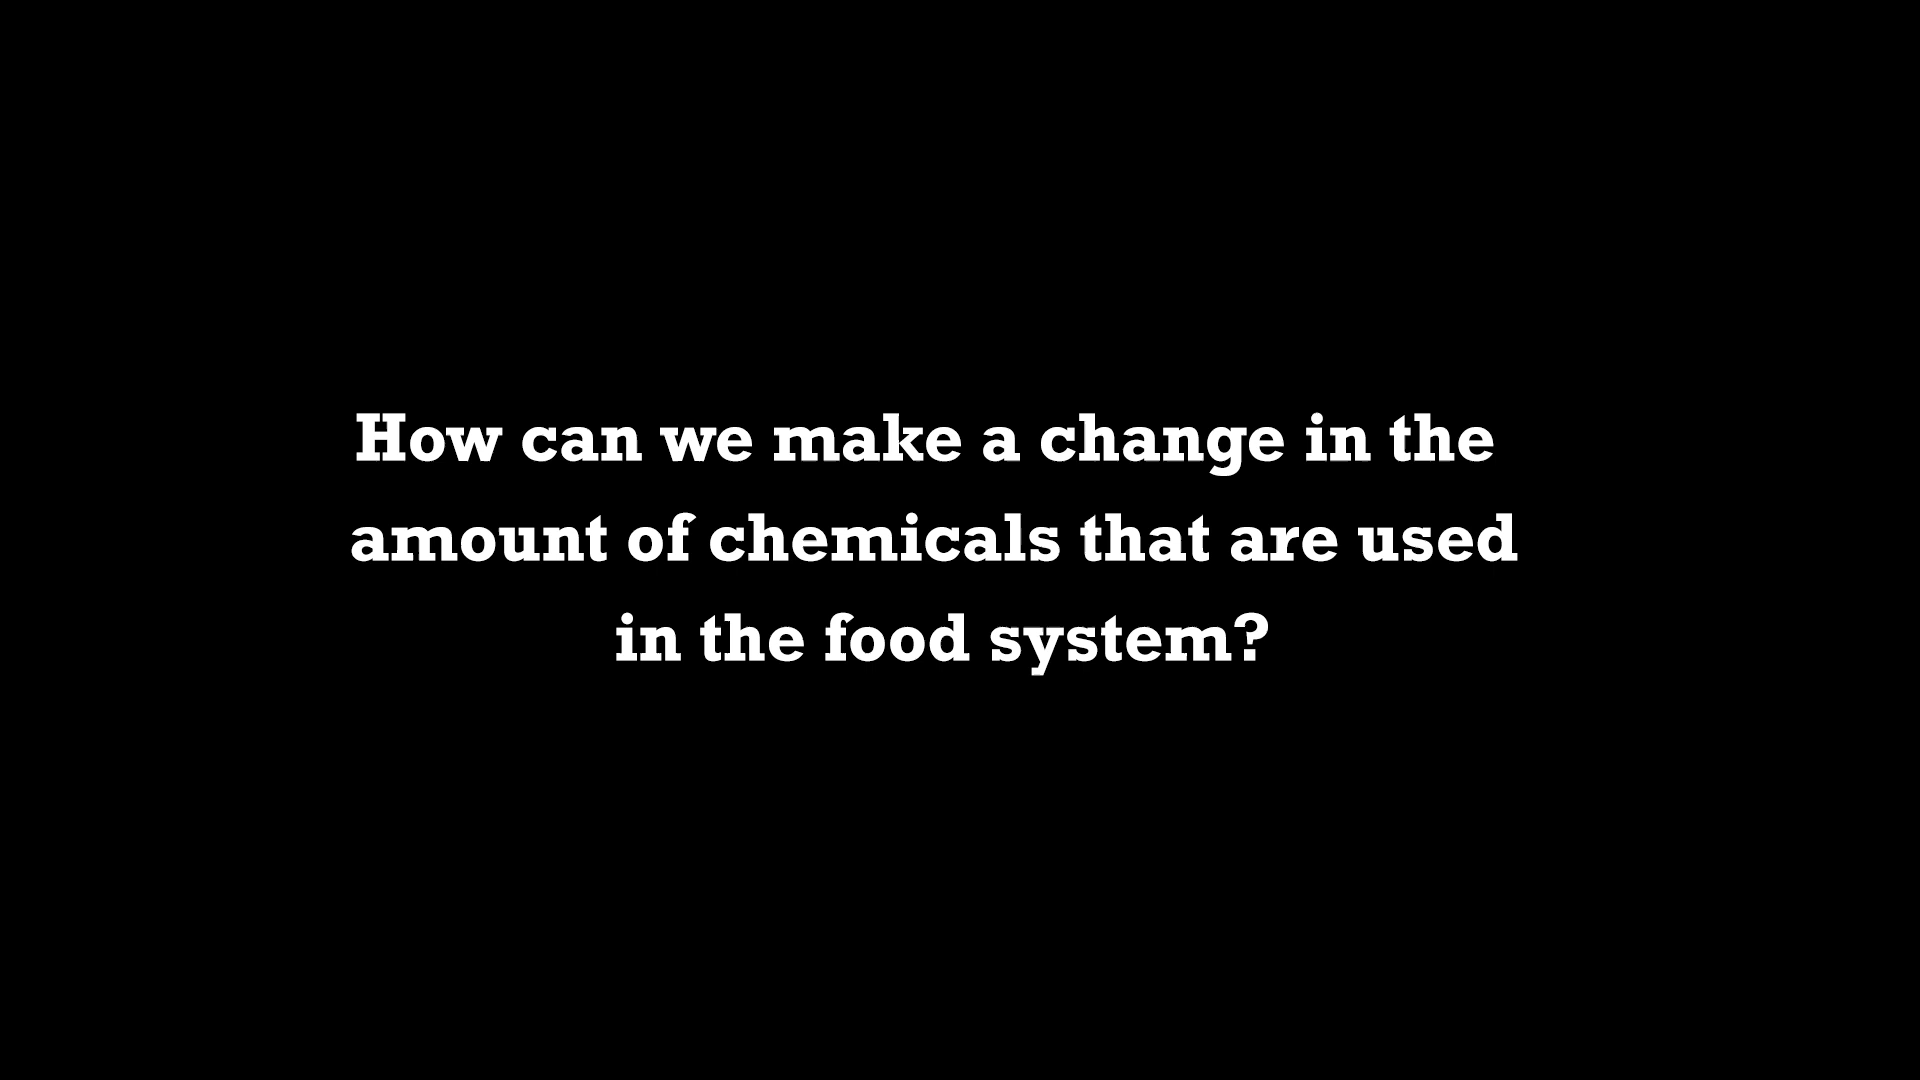 How can we make a change in the
amount of chemicals that are used
in the food system?